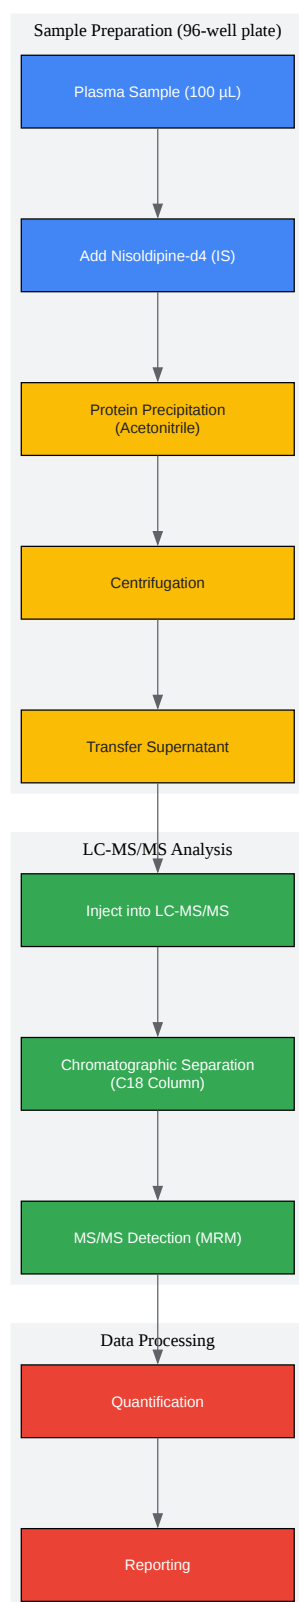 Sample Preparation (96-well plate)
Plasma Sample (100 µL)
Add Nisoldipine-d4 (IS)
Protein Precipitation
(Acetonitrile)
Centrifugation
Transfer Supernatant
LC-MS/MS Analysis
Inject into LC-MS/MS
Chromatographic Separation
(C18 Column)
MS/MS Detection (MRM)
Data Processing
Quantification
Reporting